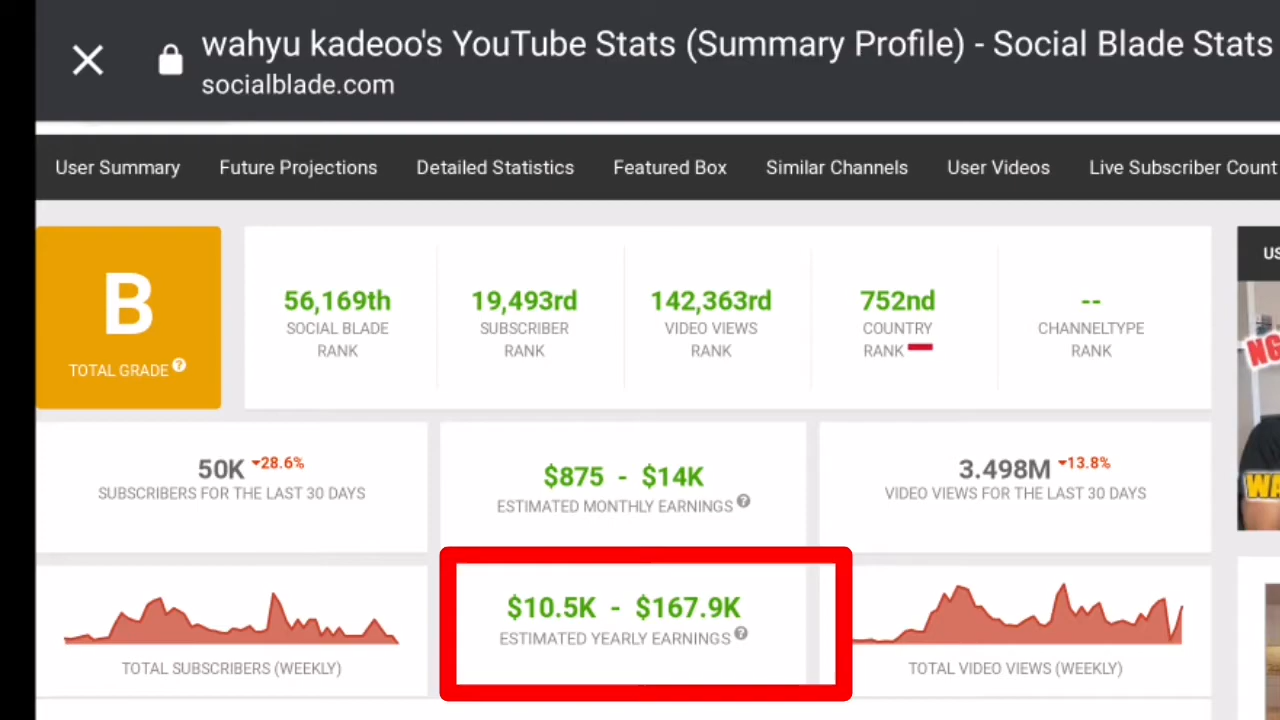 wahyu kadeoo's YouTube Stats (Summary Profile) - Social Blade Stats
socialblade.com
User Summary Future Projections Detailed Statistics Featured Box Similar Channels User Videos Live Subscriber Count
B
TOTAL GRADE ?
56,169th
SOCIAL BLADE
RANK
19,493rd
SUBSCRIBER
RANK
142,363rd
VIDEO VIEWS
RANK
752nd
COUNTRY
RANK
--
CHANNELTYPE
RANK
US
NG
WA
50K 28.6%
SUBSCRIBERS FOR THE LAST 30 DAYS
$875 - $14K
ESTIMATED MONTHLY EARNINGS ?
3.498M 13.8%
VIDEO VIEWS FOR THE LAST 30 DAYS
TOTAL SUBSCRIBERS (WEEKLY)
$10.5K - $167.9K
ESTIMATED YEARLY EARNINGS ?
TOTAL VIDEO VIEWS (WEEKLY)